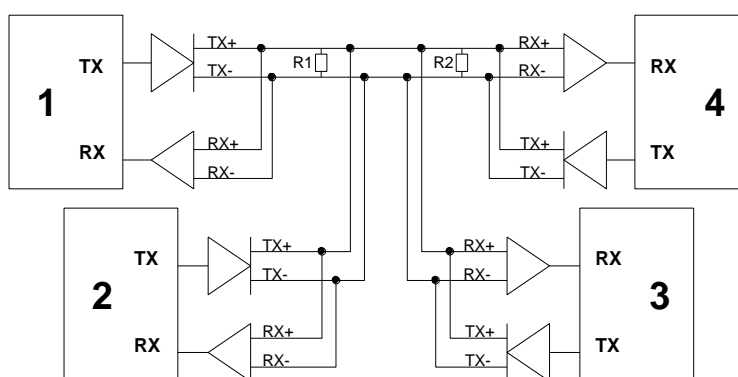 TX+ RX+
TX R1 R2 RX
TX- RX-
1 4
RX RX+ TX+ TX
RX- TX-
TX TX+ RX+ RX
TX- RX-
2 3
RX RX+ TX+ TX
RX- TX-